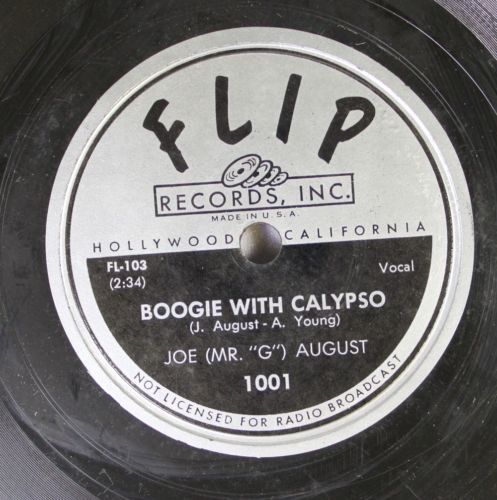 FLIP
RECORDS, INC.
MADE IN U.S.A.
HOLLYWOOD CALIFORNIA
FL-103
(2:34)
Vocal
BOOGIE WITH CALYPSO
(J. August - A. Young)
JOE (MR. "G") AUGUST
1001
NOT LICENSED FOR RADIO BROADCAST